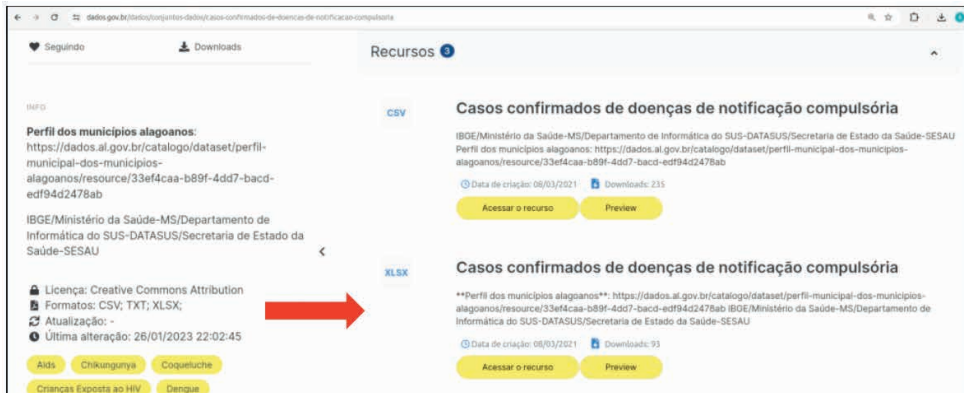 dados.gov.br/dados/conjuntos-dados/casos-confirmados-de-doencas-de-notificacao-compulsoria
Seguindo
Downloads
INFO
Perfil dos municípios alagoanos:
https://dados.al.gov.br/catalogo/dataset/perfil-
municipal-dos-municipios-
alagoanos/resource/33ef4caa-b89f-4dd7-bacd-
edf94d2478ab
IBGE/Ministério da Saúde-MS/Departamento de
Informática do SUS-DATASUS/Secretaria de Estado da
Saúde-SESAU
Licença: Creative Commons Attribution
Formatos: CSV; TXT; XLSX;
Atualização: -
Última alteração: 26/01/2023 22:02:45
Aids
Chikungunya
Coqueluche
Crianças Exposta ao HIV
Dengue
Recursos 3
CSV
Casos confirmados de doenças de notificação compulsória
IBGE/Ministério da Saúde-MS/Departamento de Informática do SUS-DATASUS/Secretaria de Estado da Saúde-SESAU
Perfil dos municípios alagoanos: https://dados.al.gov.br/catalogo/dataset/perfil-municipal-dos-municipios-
alagoanos/resource/33ef4caa-b89f-4dd7-bacd-edf94d2478ab
Data de criação: 08/03/2021
Downloads: 235
Acessar o recurso
Preview
XLSX
Casos confirmados de doenças de notificação compulsória
**Perfil dos municípios alagoanos**: https://dados.al.gov.br/catalogo/dataset/perfil-municipal-dos-municipios-
alagoanos/resource/33ef4caa-b89f-4dd7-bacd-edf94d2478ab IBGE/Ministério da Saúde-MS/Departamento de
Informática do SUS-DATASUS/Secretaria de Estado da Saúde-SESAU
Data de criação: 08/03/2021
Downloads: 93
Acessar o recurso
Preview